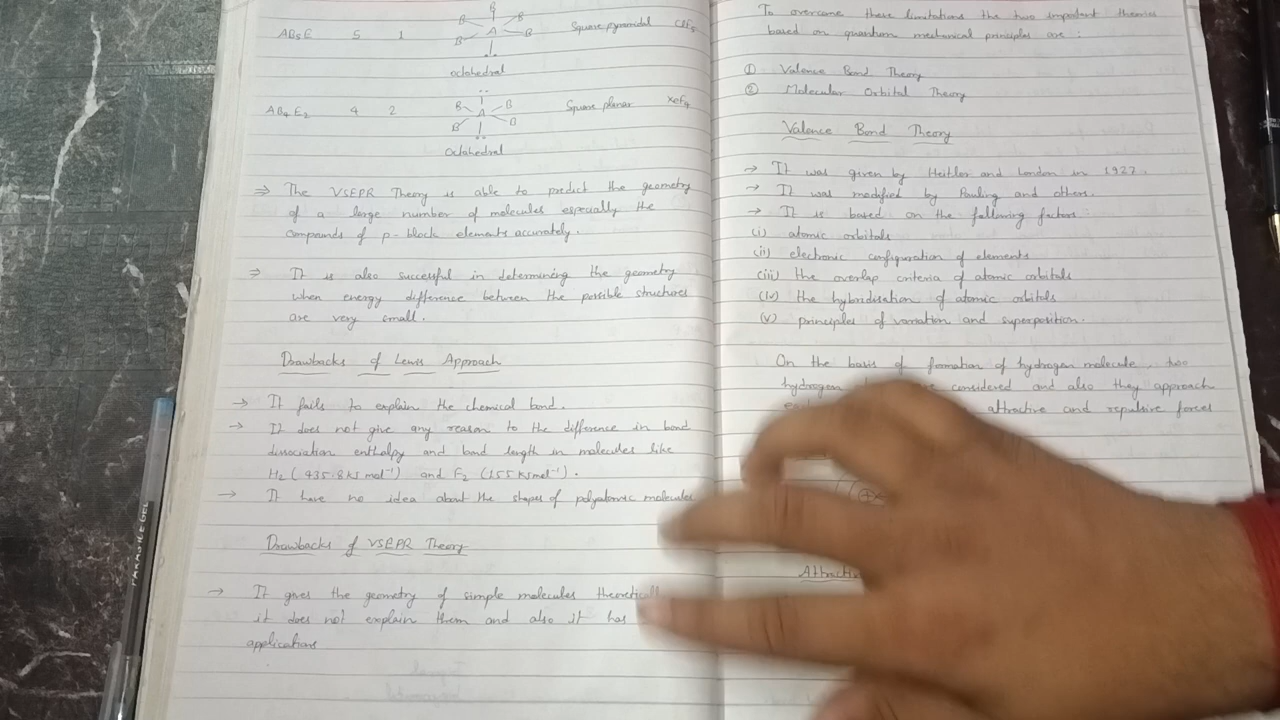 AB5E 5 1 B B B B A B Square pyramidal ClF5
octahedral
AB4E2 4 2 B B A B B Square planar XeF4
Octahedral
⇒ The VSEPR Theory is able to predict the geometry
of a large number of molecules especially the
compounds of p-block elements accurately.
⇒ It is also successful in determining the geometry
when energy difference between the possible structures
are very small.
Drawbacks of Lewis Approach
→ It fails to explain the chemical bond.
→ It does not give any reason to the difference in bond
dissociation enthalpy and bond length in molecules like
H2 (435.8 kJ mol⁻¹) and F2 (155 kJ mol⁻¹).
→ It have no idea about the shapes of polyatomic molecules
Drawbacks of VSEPR Theory
→ It gives the geometry of simple molecules theoretically
it does not explain them and also it has
applications
To overcome these limitations the two important theories
based on quantum mechanical principles are :
① Valence Bond Theory
② Molecular Orbital Theory
Valence Bond Theory
→ It was given by Heitler and London in 1927.
→ It was modified by Pauling and others.
→ It is based on the following factors:
(i) atomic orbitals
(ii) electronic configuration of elements
(iii) the overlap criteria of atomic orbitals
(iv) the hybridisation of atomic orbitals
(v) principles of variation and superposition.
On the basis of formation of hydrogen molecule, two
hydrogen considered and also they approach
attractive and repulsive forces
PARAS ICE GEL